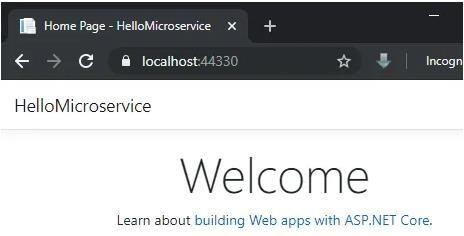 Home Page - HelloMicroservice
localhost:44330
Incogn
HelloMicroservice
Welcome
Learn about building Web apps with ASP.NET Core.